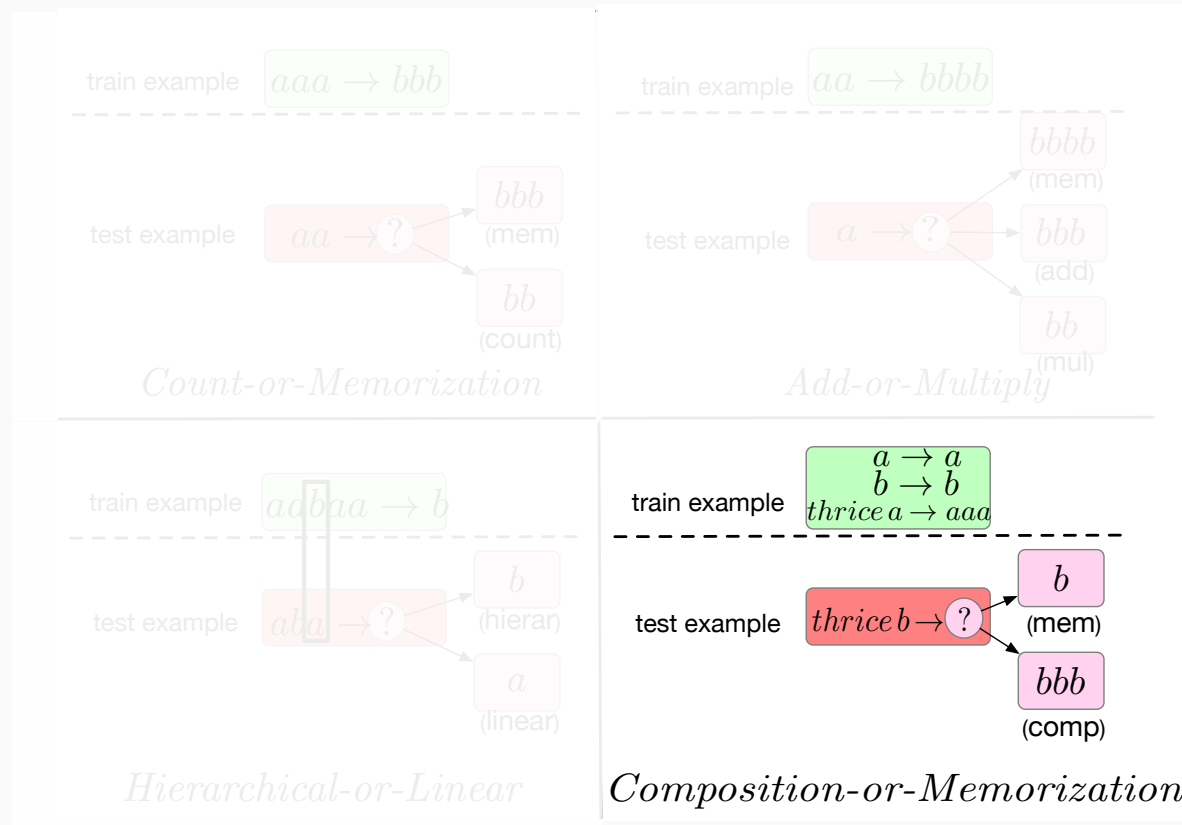 train example
aaa → bbb
test example
aa → ?
bbb
(mem)
bb
(count)
Count-or-Memorization
train example
aa → bbbb
test example
a → ?
bbbb
(mem)
bbb
(add)
bb
(mul)
Add-or-Multiply
train example
aabaa → b
test example
aba → ?
b
(hierar)
a
(linear)
Hierarchical-or-Linear
train example
a → a
b → b
thrice a → aaa
test example
thrice b → ?
b
(mem)
bbb
(comp)
Composition-or-Memorization